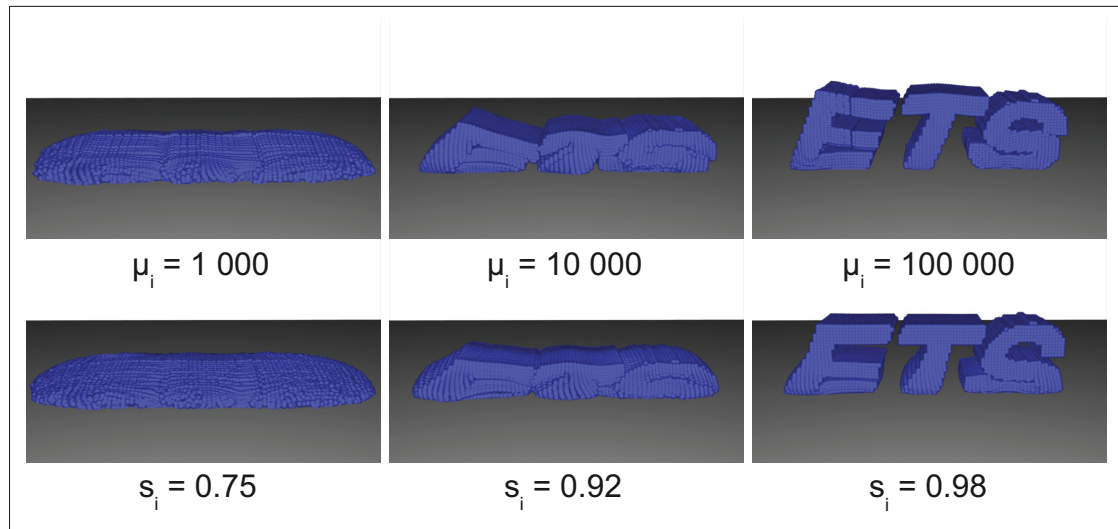 ETS
μi = 1 000
μi = 10 000
μi = 100 000
ETS
si = 0.75
si = 0.92
si = 0.98